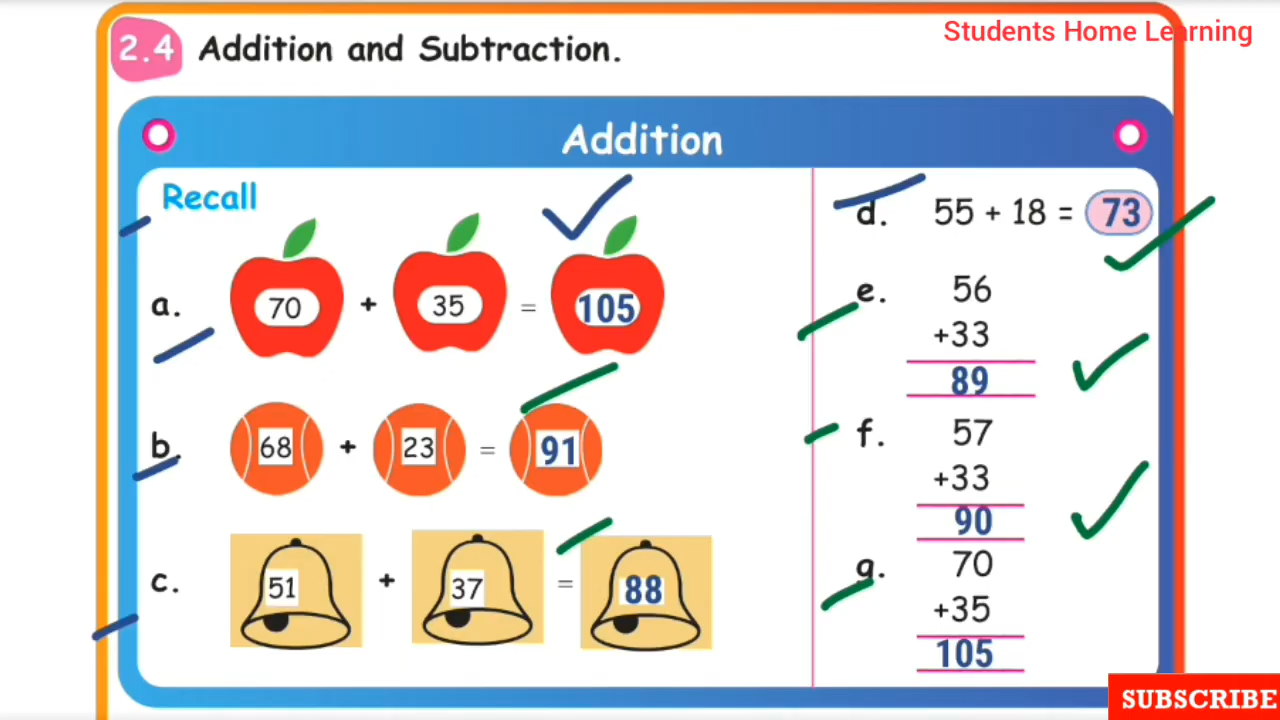 Students Home Learning
2.4 Addition and Subtraction.
Addition
Recall
a. 70 + 35 = 105
b. 68 + 23 = 91
c. 51 + 37 = 88
d. 55 + 18 = 73
e. 56
+33
89
f. 57
+33
90
g. 70
+35
105
SUBSCRIBE